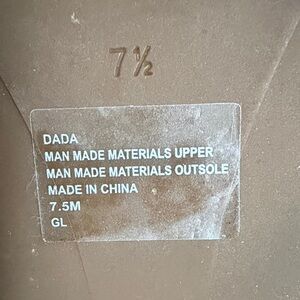 7½
DADA
MAN MADE MATERIALS UPPER
MAN MADE MATERIALS OUTSOLE
MADE IN CHINA
7.5M
GL